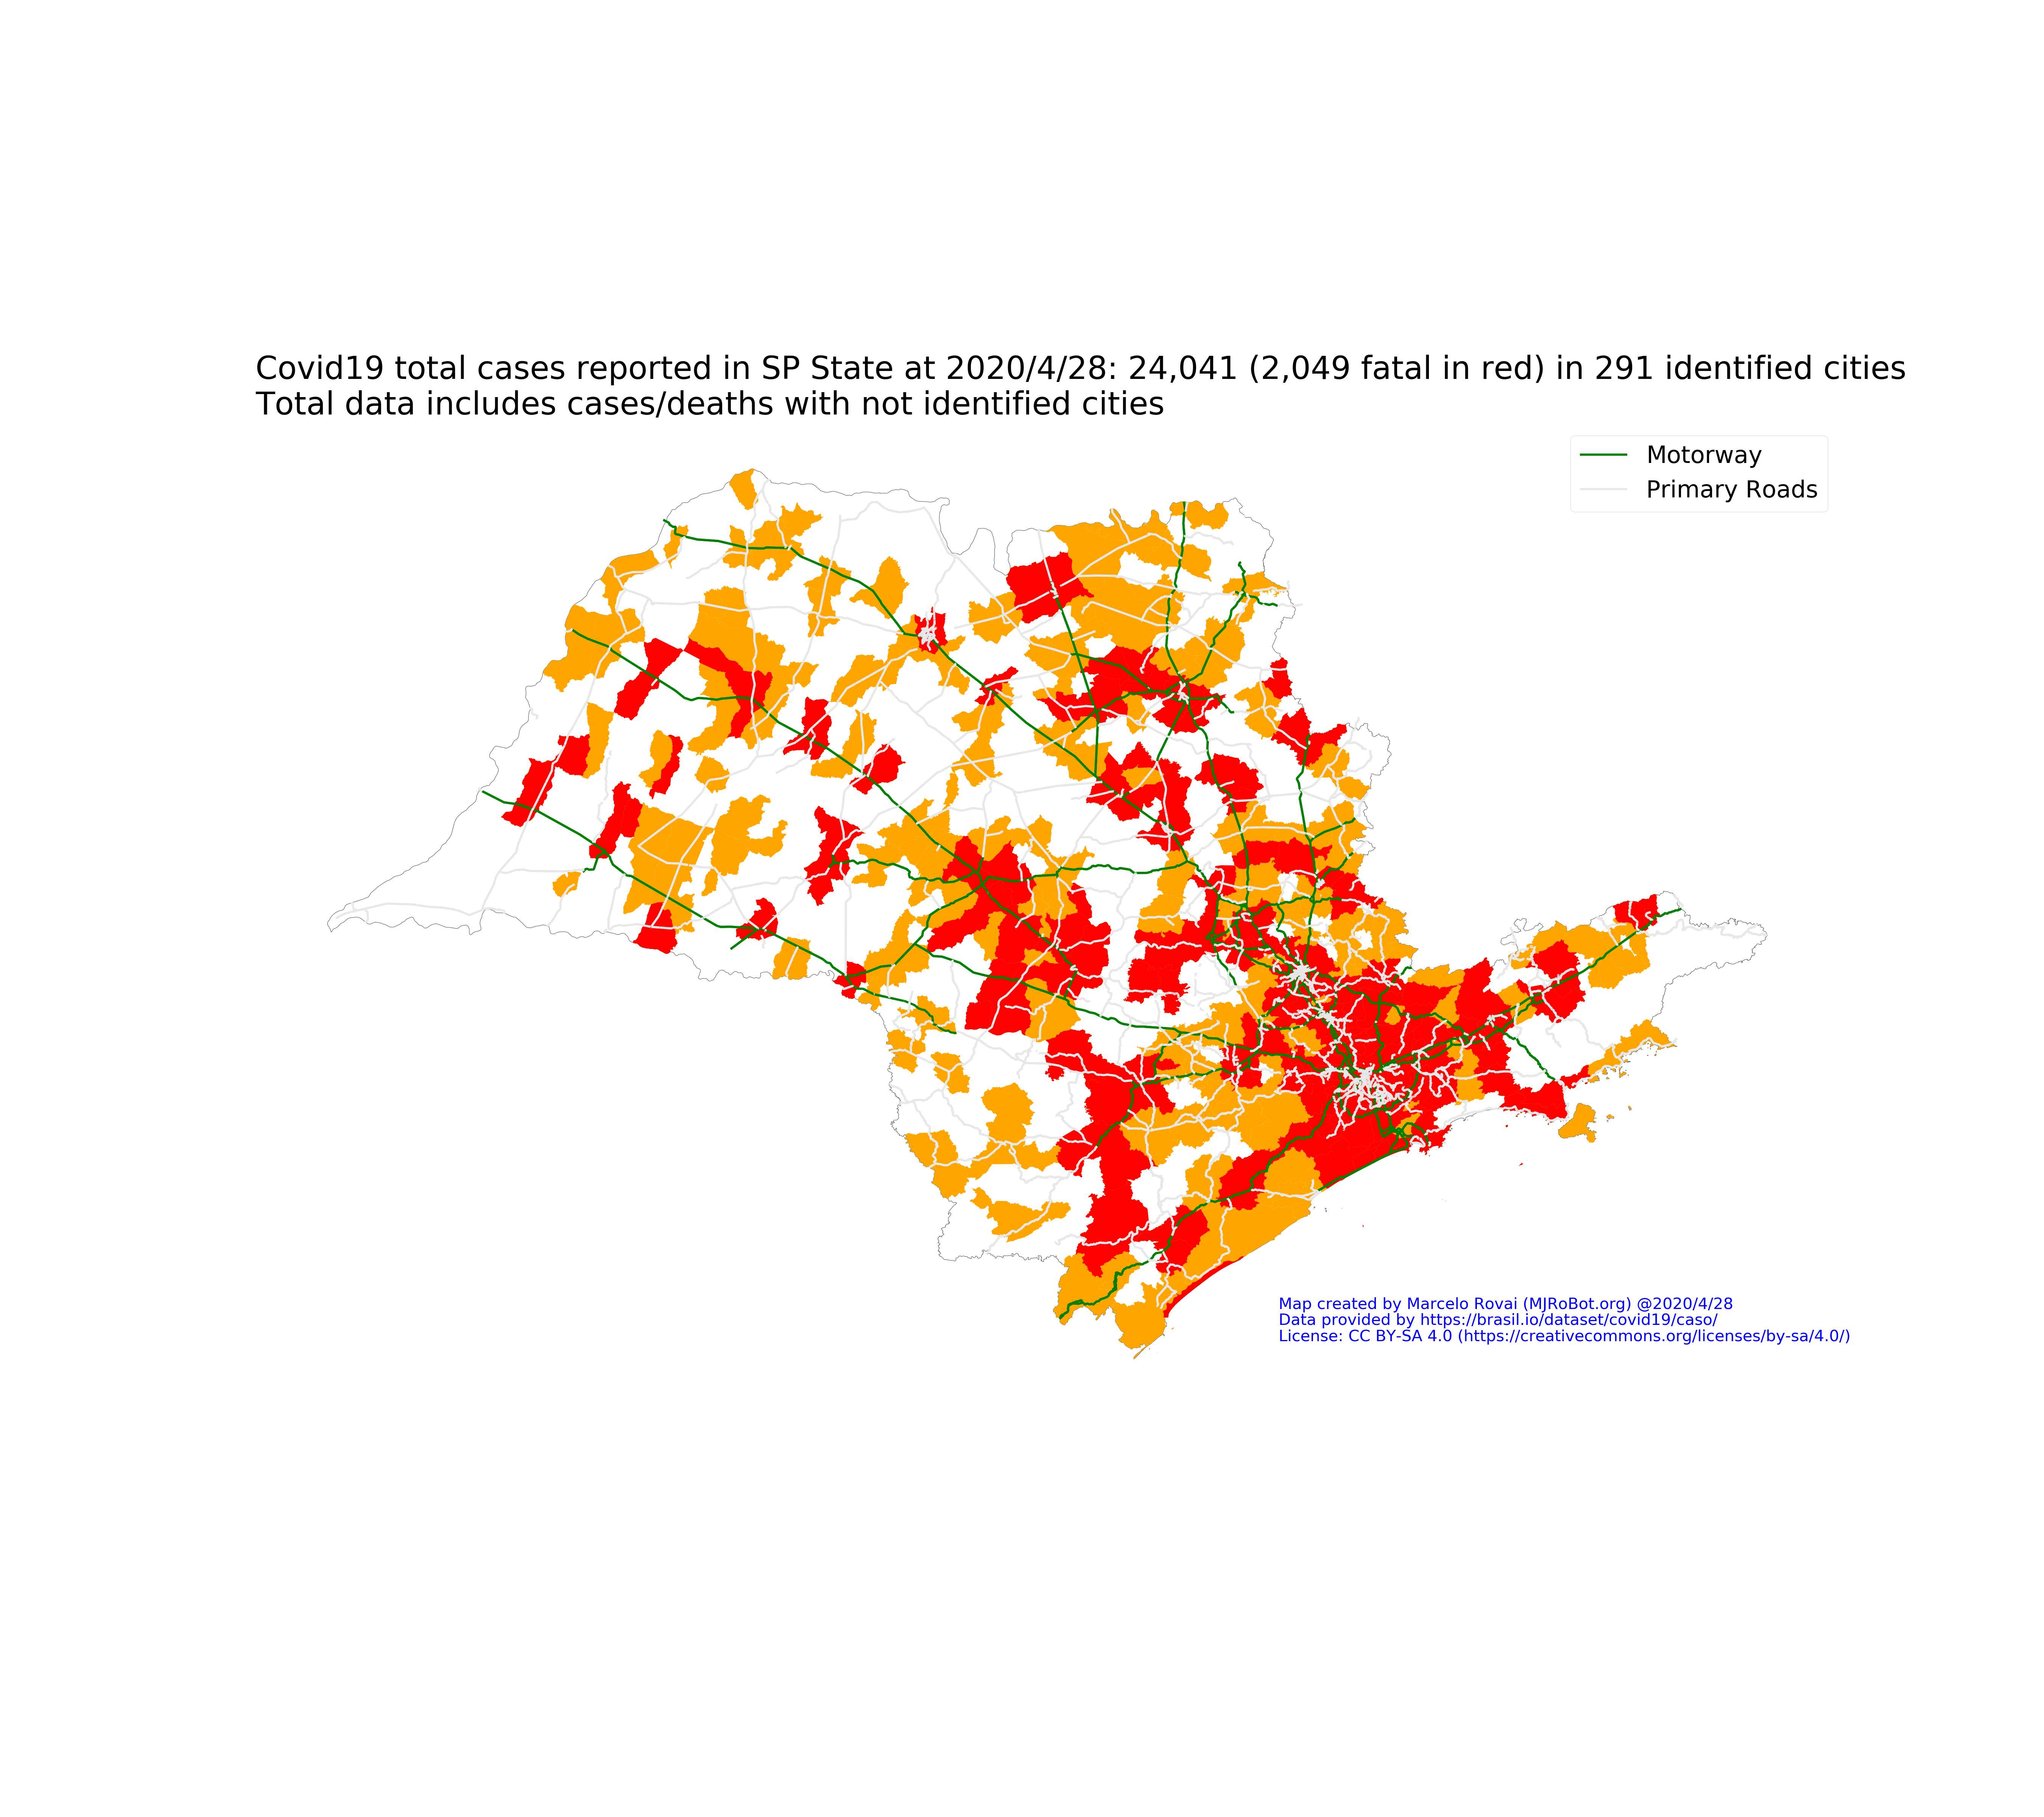 Covid19 total cases reported in SP State at 2020/4/28: 24,041 (2,049 fatal in red) in 291 identified cities
Total data includes cases/deaths with not identified cities
Motorway
Primary Roads
Map created by Marcelo Rovai (MJRoBot.org) @2020/4/28
Data provided by https://brasil.io/dataset/covid19/caso/
License: CC BY-SA 4.0 (https://creativecommons.org/licenses/by-sa/4.0/)